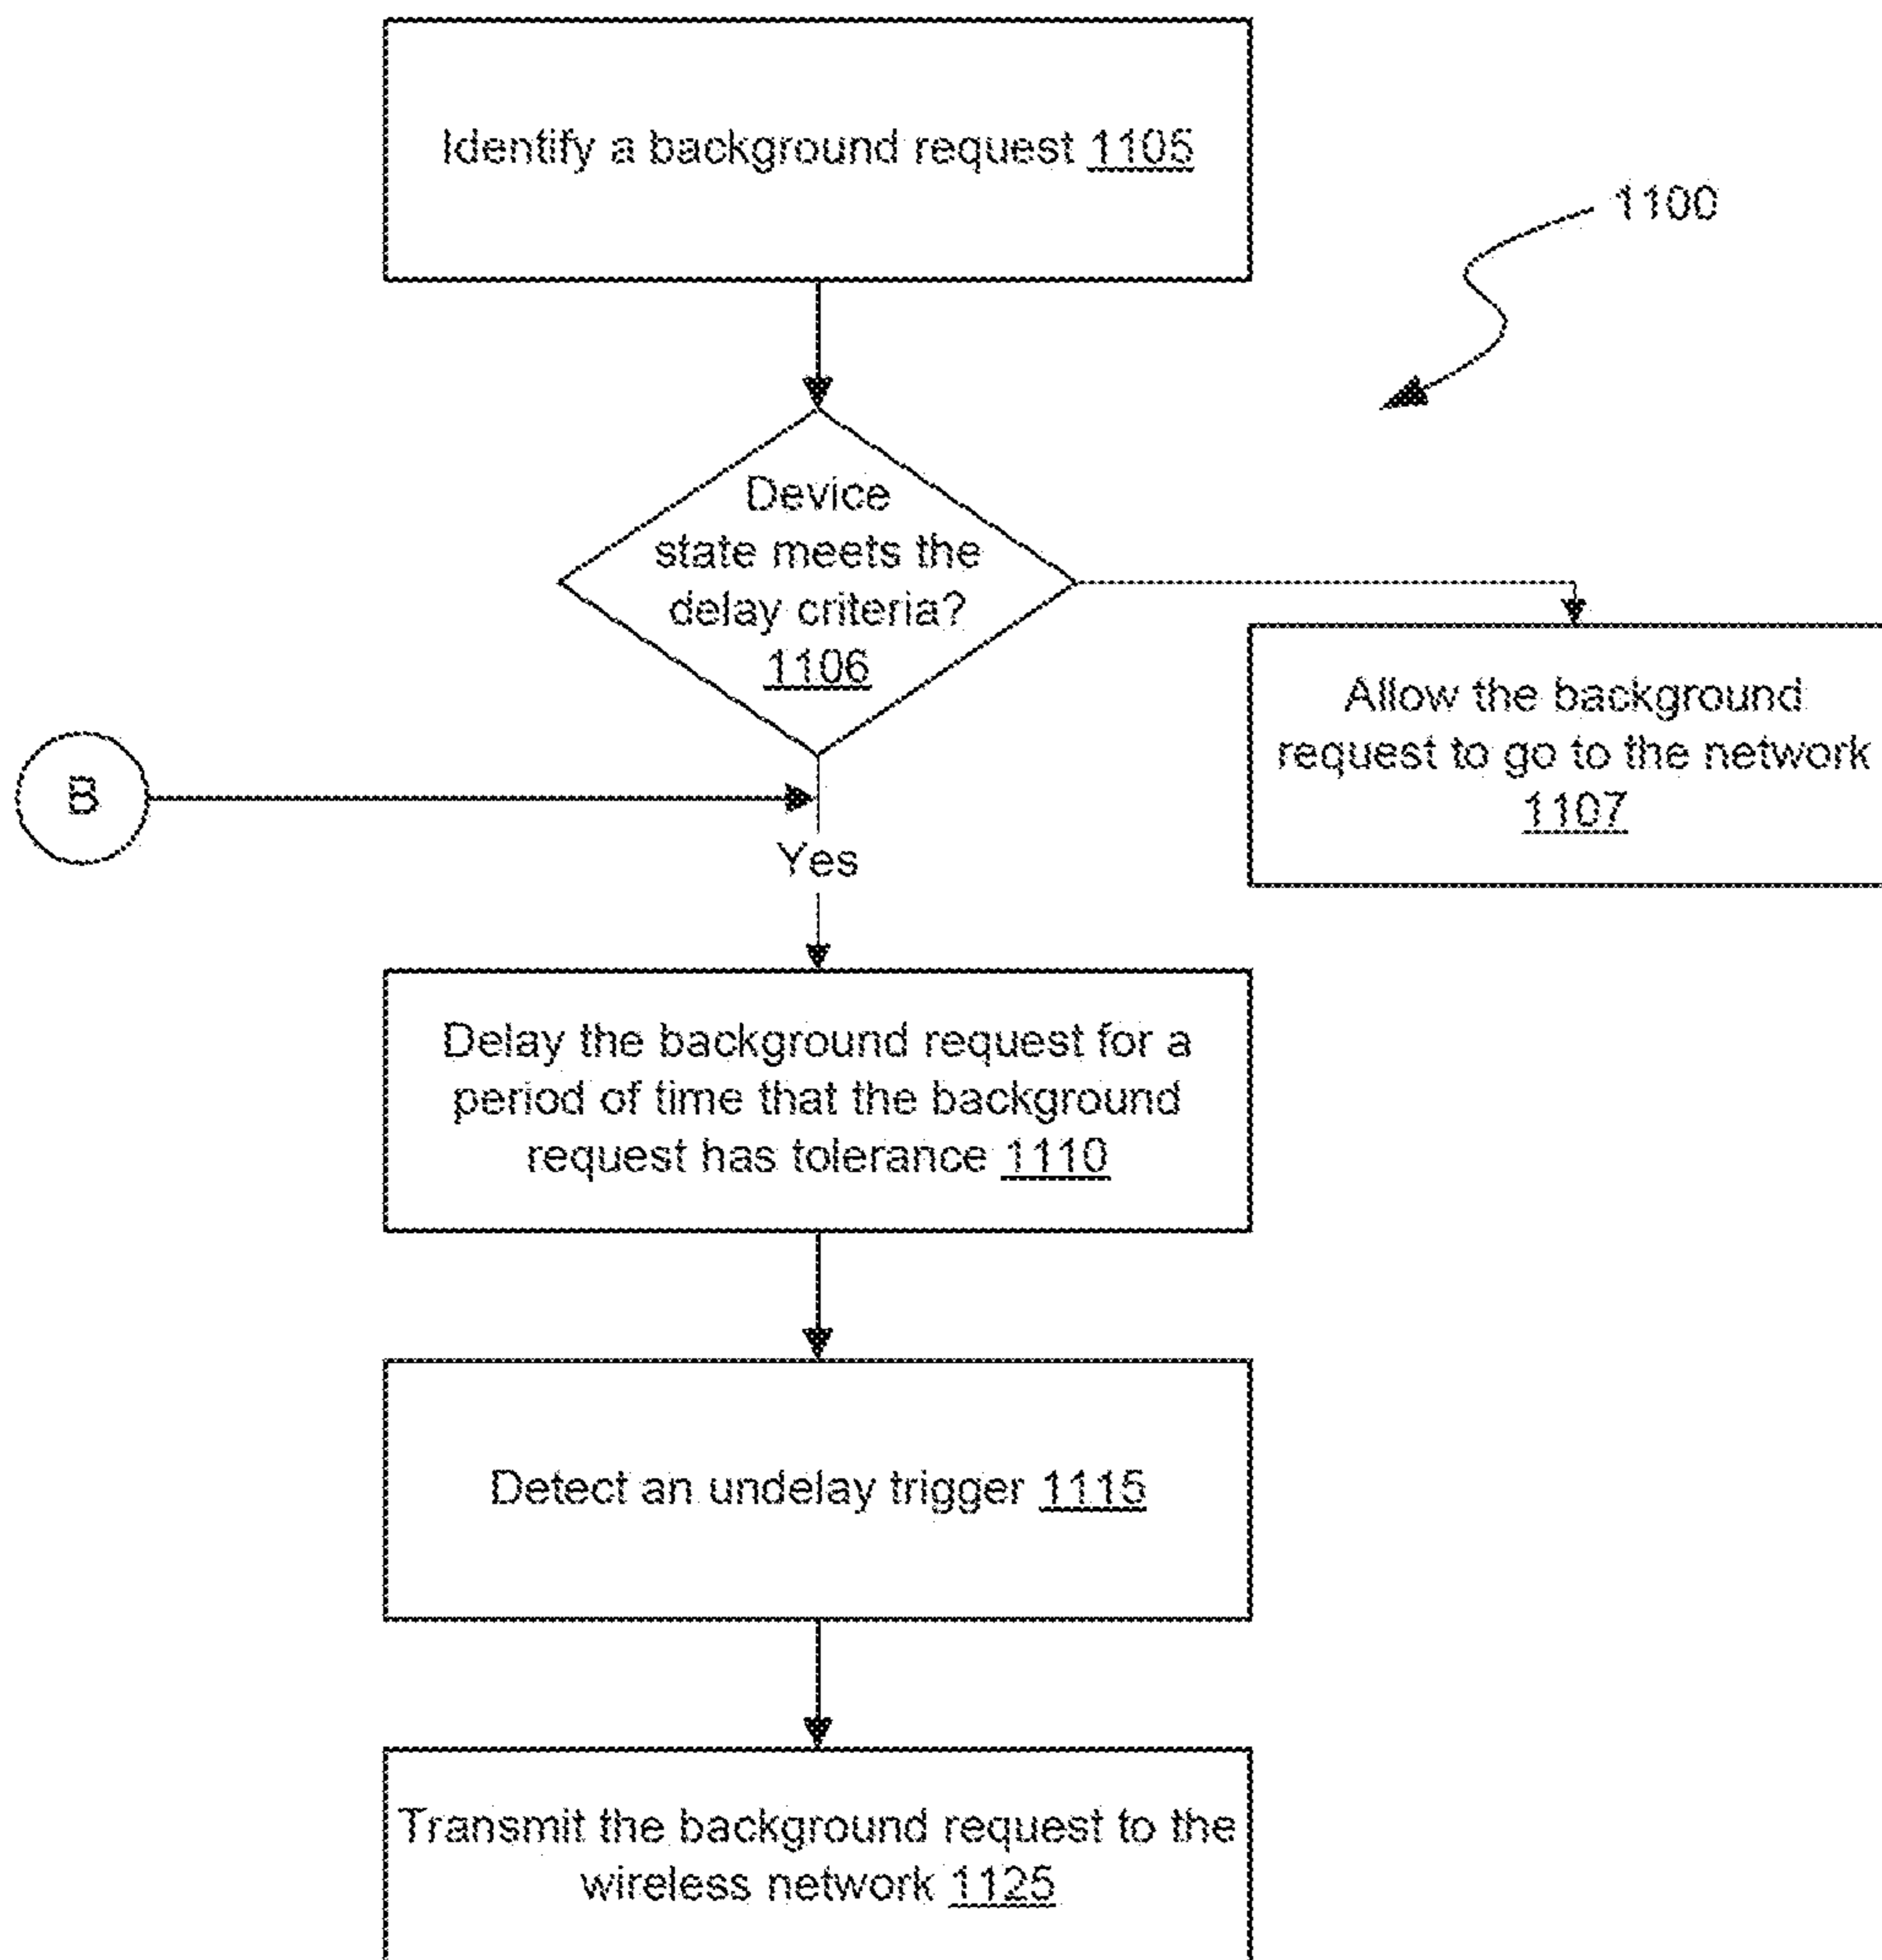 Identify a background request 1105
1100
Device
state meets the
delay criteria?
1106
Allow the background
request to go to the network
1107
B
Yes
Delay the background request for a
period of time that the background
request has tolerance 1110
Detect an undelay trigger 1115
Transmit the background request to the
wireless network 1125